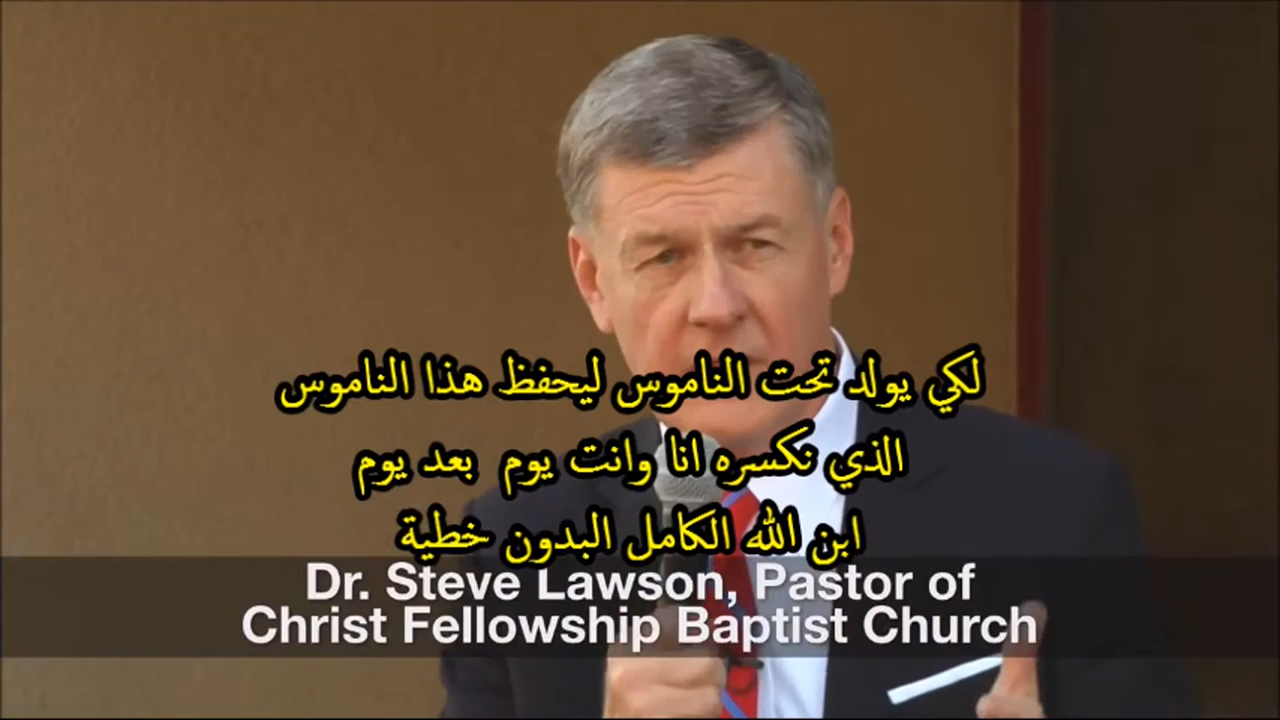 لكي يولد تحت الناموس ليحفظ هذا الناموس
الذي نكسره انا وانت يوم بعد يوم
ابن الله الكامل البدون خطية
Dr. Steve Lawson, Pastor of
Christ Fellowship Baptist Church